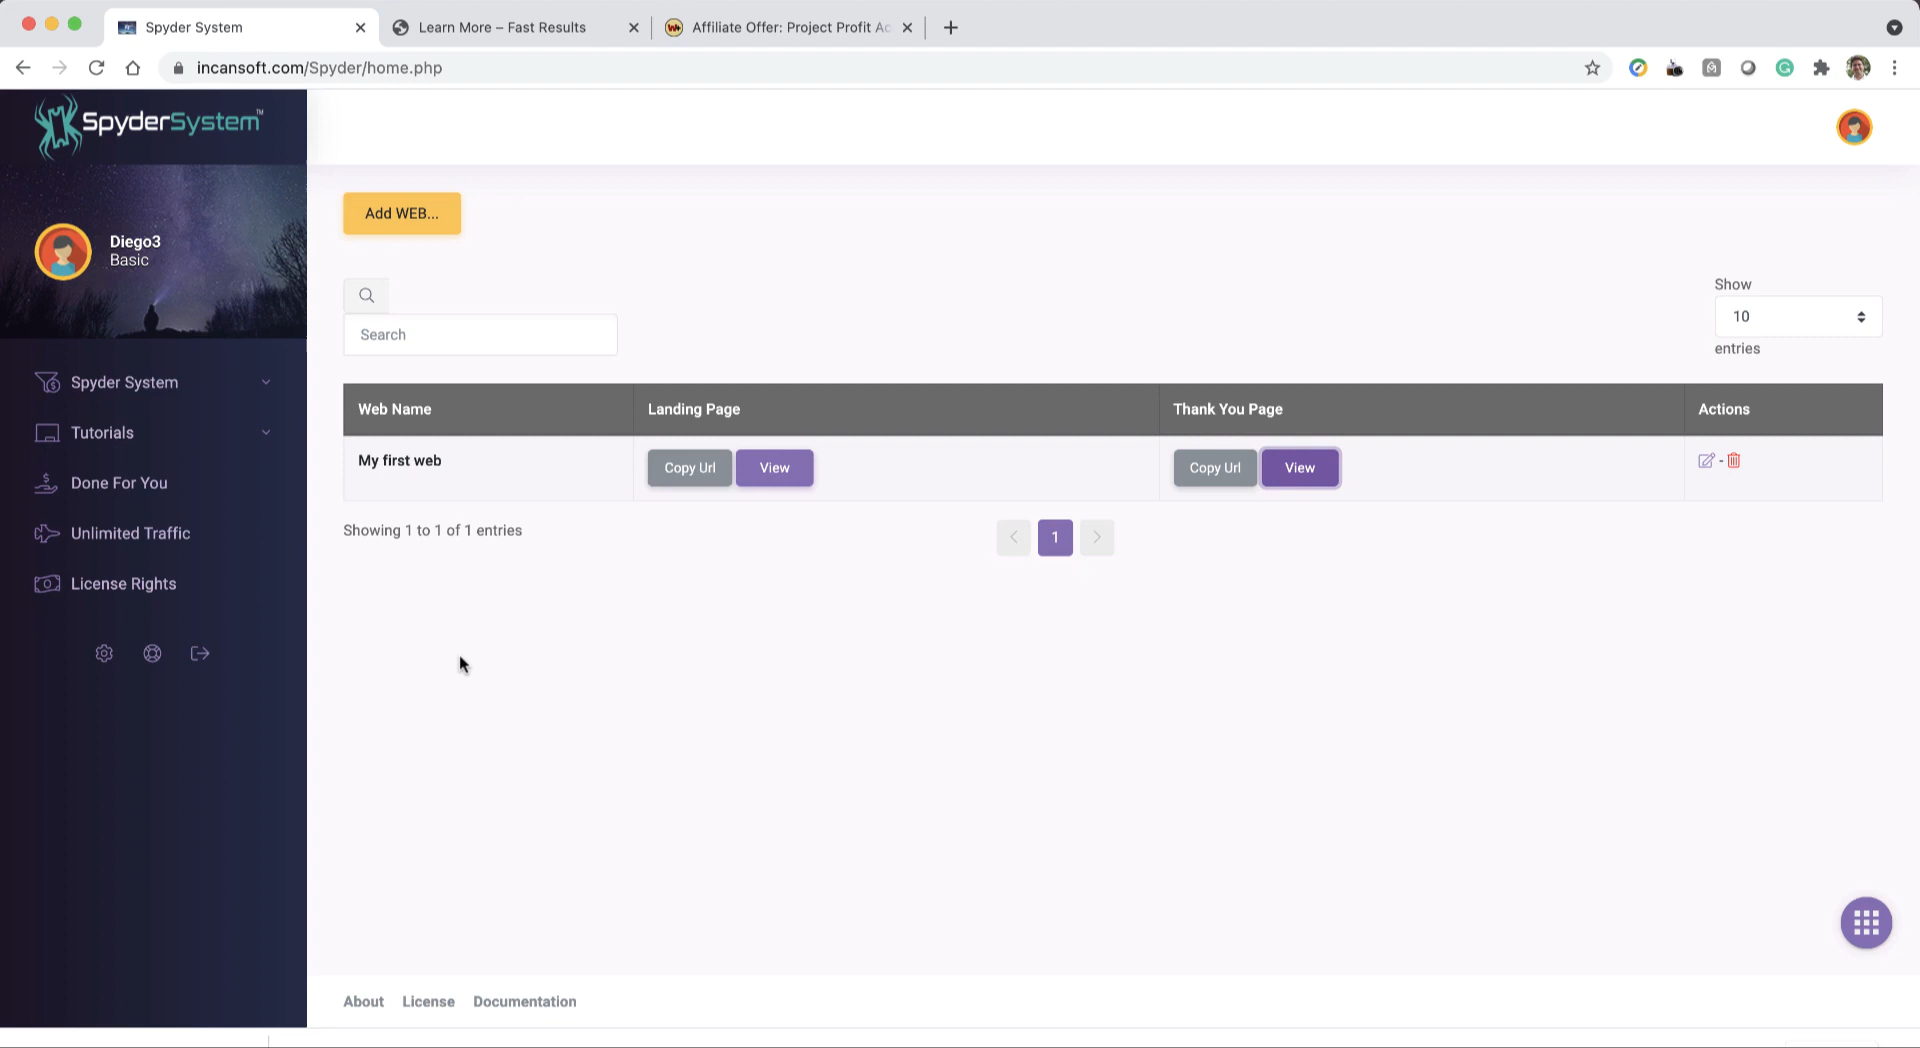 Spyder System
Learn More – Fast Results
Affiliate Offer: Project Profit Ac
incansoft.com/Spyder/home.php
SpyderSystem™
Diego3
Basic
Spyder System
Tutorials
Done For You
Unlimited Traffic
License Rights
Add WEB...
Search
Show
10
entries
Web Name Landing Page Thank You Page Actions
My first web Copy Url View Copy Url View -
Showing 1 to 1 of 1 entries
1
About License Documentation